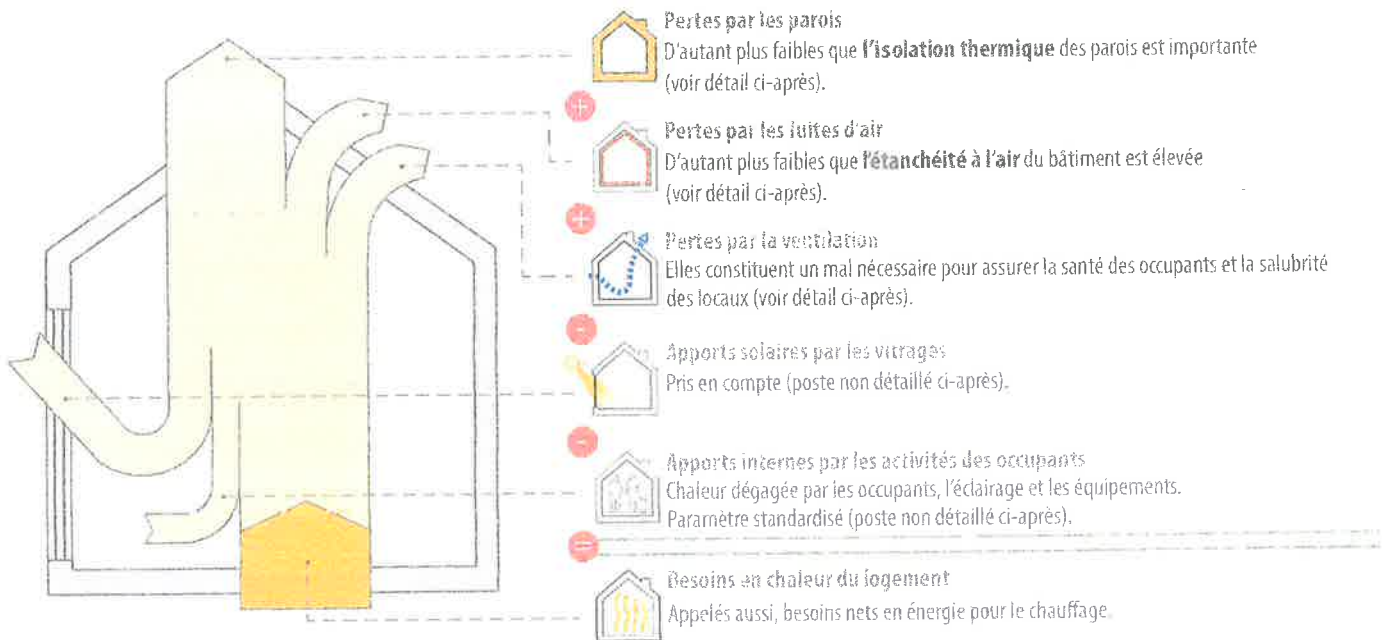 Pertes par les parois
D'autant plus faibles que l'isolation thermique des parois est importante
(voir détail ci-après).
+
Pertes par les fuites d'air
D'autant plus faibles que l'étanchéité à l'air du bâtiment est élevée
(voir détail ci-après).
+
Pertes par la ventilation
Elles constituent un mal nécessaire pour assurer la santé des occupants et la salubrité
des locaux (voir détail ci-après).
-
Apports solaires par les vitrages
Pris en compte (poste non détaillé ci-après).
-
Apports internes par les activités des occupants
Chaleur dégagée par les occupants, l'éclairage et les équipements.
Paramètre standardisé (poste non détaillé ci-après).
=
Besoins en chaleur du logement
Appelés aussi, besoins nets en énergie pour le chauffage.